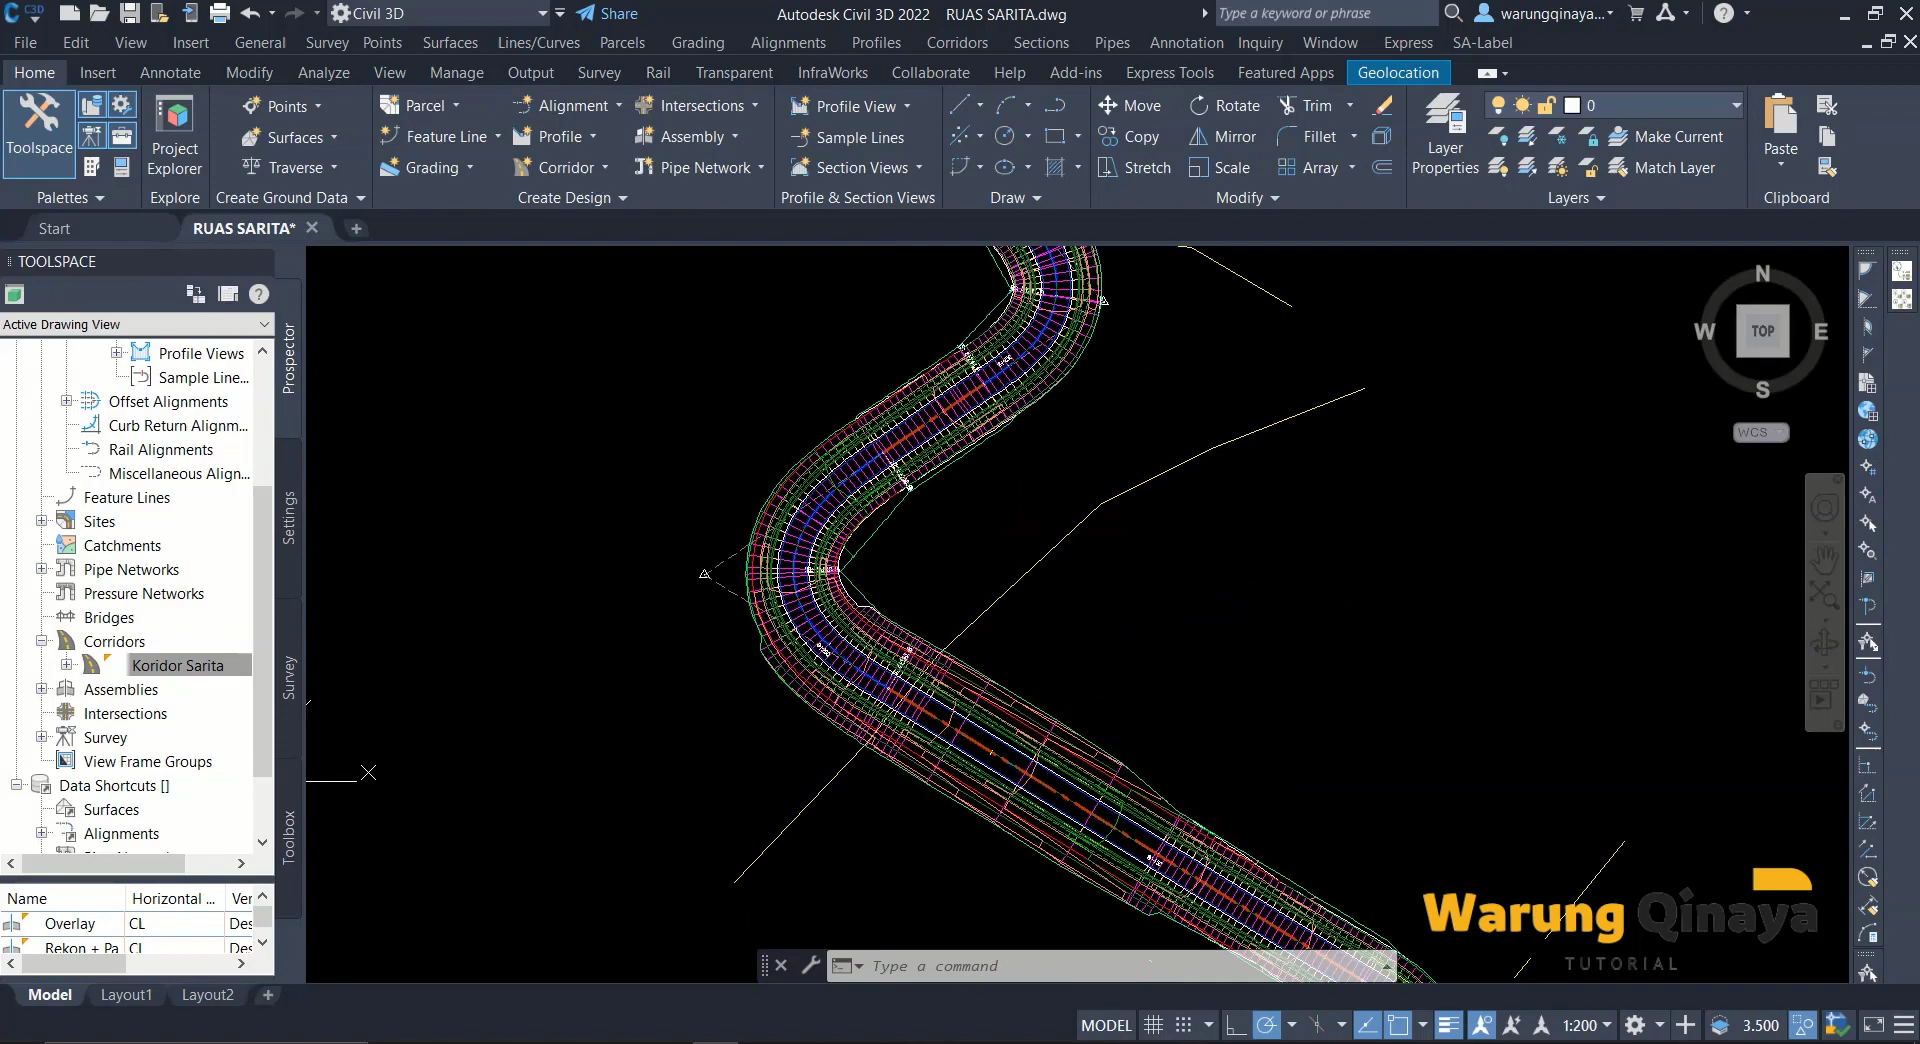 C3D
Civil 3D
Share
Autodesk Civil 3D 2022 RUAS SARITA.dwg
Type a keyword or phrase
warungqinaya...
File Edit View Insert General Survey Points Surfaces Lines/Curves Parcels Grading Alignments Profiles Corridors Sections Pipes Annotation Inquiry Window Express SA-Label
Home Insert Annotate Modify Analyze View Manage Output Survey Rail Transparent InfraWorks Collaborate Help Add-ins Express Tools Featured Apps Geolocation
Toolspace
Palettes
Project
Explorer
Explore
Points
Surfaces
Traverse
Create Ground Data
Parcel
Feature Line
Grading
Alignment
Profile
Corridor
Intersections
Assembly
Pipe Network
Create Design
Profile View
Sample Lines
Section Views
Profile & Section Views
Draw
Move
Copy
Stretch
Rotate
Mirror
Scale
Trim
Fillet
Array
Modify
Layer
Properties
0
Make Current
Match Layer
Layers
Paste
Clipboard
Start
RUAS SARITA*
TOOLSPACE
Active Drawing View
Profile Views
Sample Line...
Offset Alignments
Curb Return Alignm...
Rail Alignments
Miscellaneous Align...
Feature Lines
Sites
Catchments
Pipe Networks
Pressure Networks
Bridges
Corridors
Koridor Sarita
Assemblies
Intersections
Survey
View Frame Groups
Data Shortcuts []
Surfaces
Alignments
Prospector
Settings
Survey
Toolbox
Name Horizontal ... Ver
Overlay CL Des
Rekon + Pa CL Des
N
W TOP E
S
WCS
Warung Qinaya
TUTORIAL
Type a command
Model Layout1 Layout2
MODEL 1:200 3.500